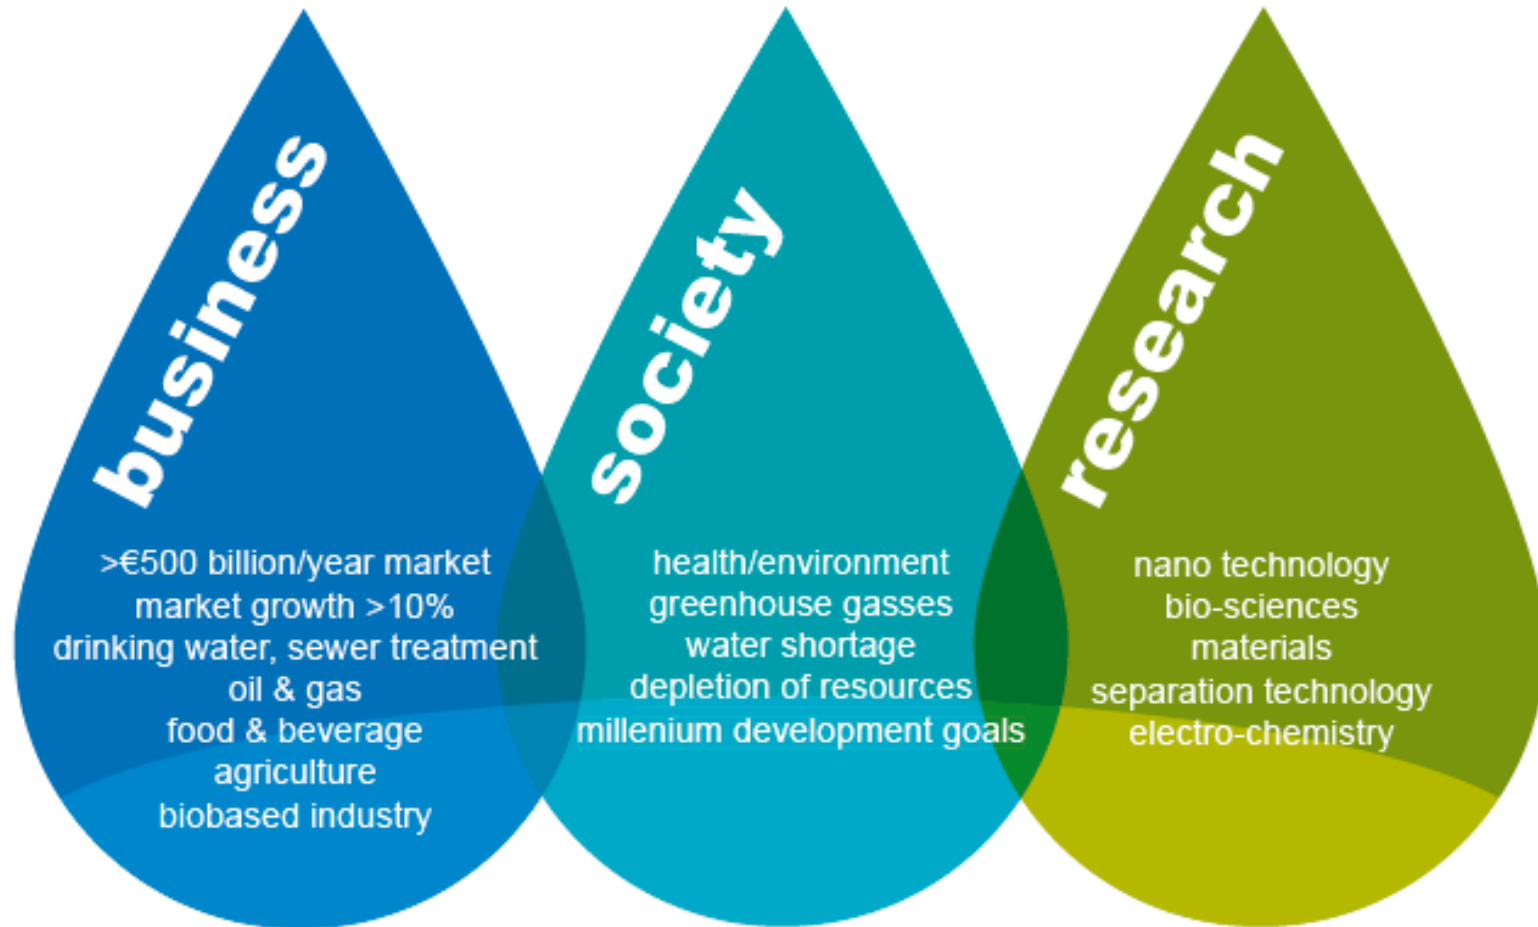 business
>€500 billion/year market
market growth >10%
drinking water, sewer treatment
oil & gas
food & beverage
agriculture
biobased industry
society
health/environment
greenhouse gasses
water shortage
depletion of resources
millenium development goals
research
nano technology
bio-sciences
materials
separation technology
electro-chemistry